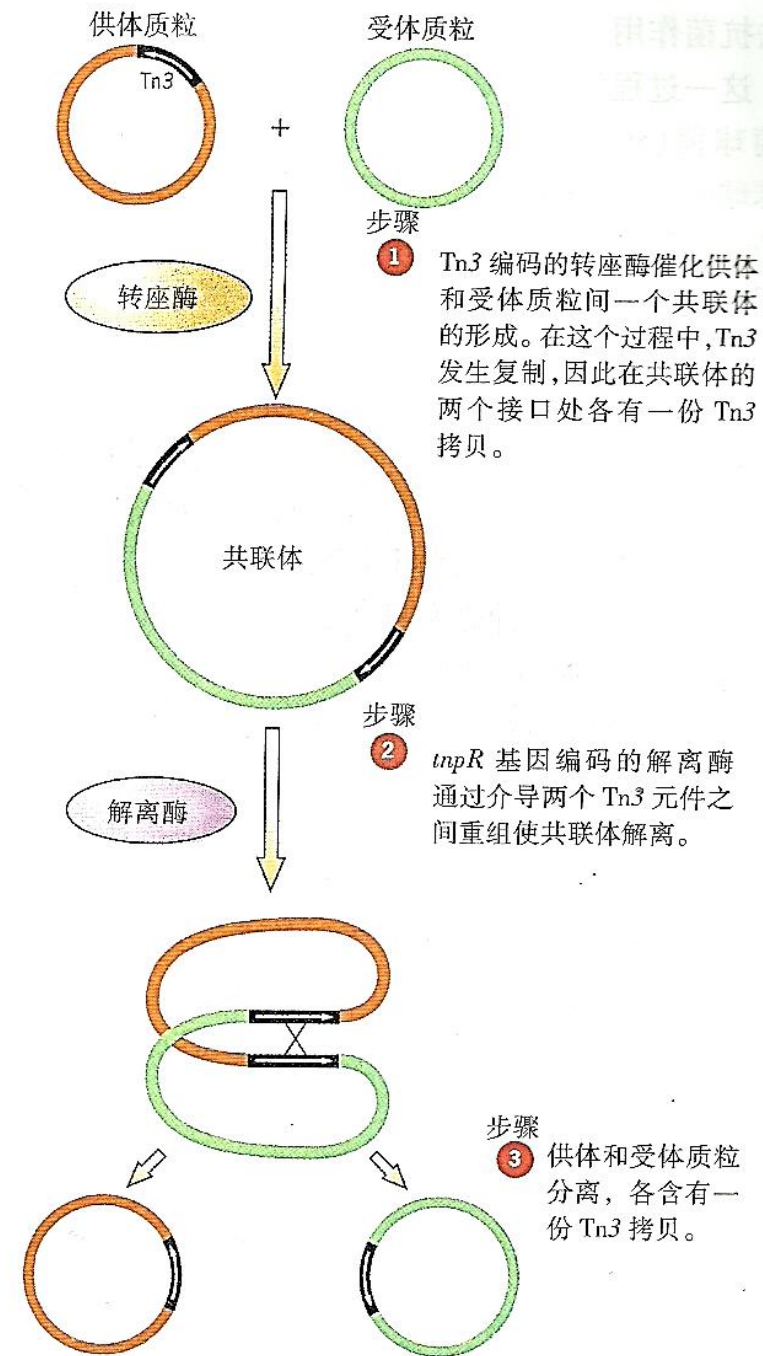 供体质粒
受体质粒
Tn3
+
步骤
1
Tn3 编码的转座酶催化供体
和受体质粒间一个共联体
的形成。在这个过程中,Tn3
发生复制,因此在共联体的
两个接口处各有一份 Tn3
拷贝。
转座酶
共联体
步骤
2
tnpR 基因编码的解离酶
通过介导两个 Tn3 元件之
间重组使共联体解离。
解离酶
步骤
3
供体和受体质粒
分离，各含有一
份 Tn3 拷贝。